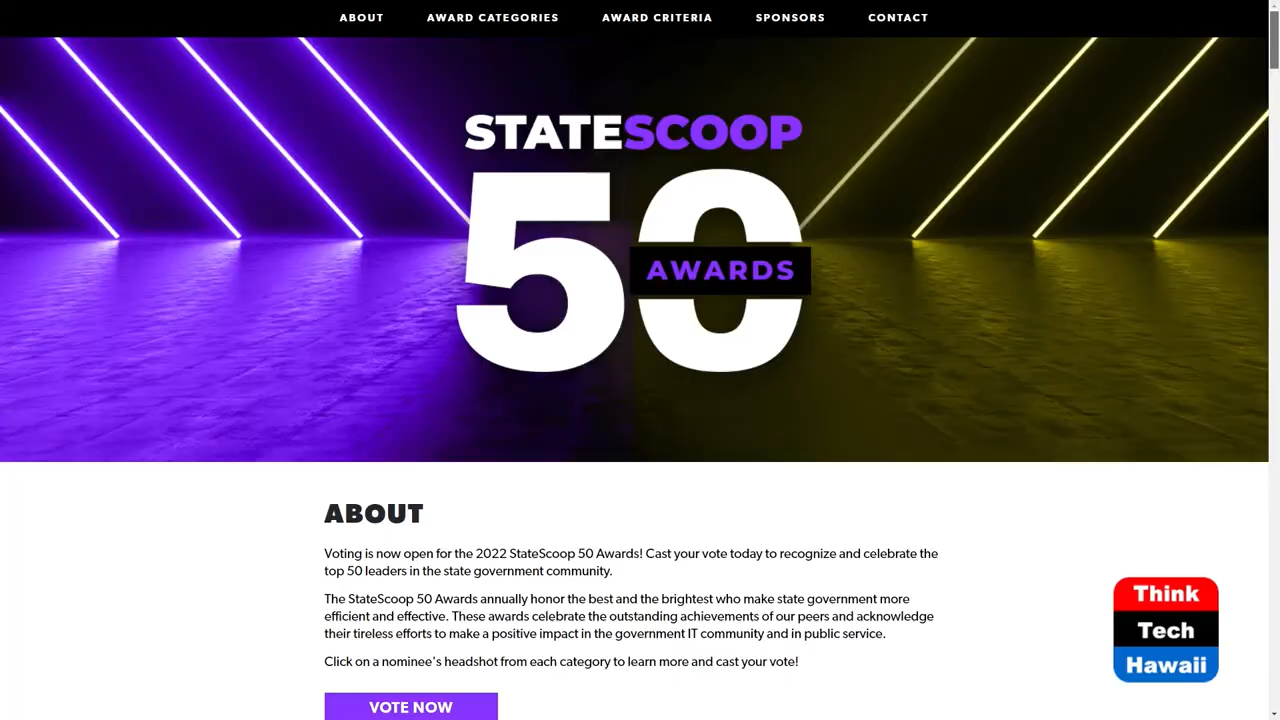 ABOUT AWARD CATEGORIES AWARD CRITERIA SPONSORS CONTACT
STATESCOOP
50
AWARDS
ABOUT
Voting is now open for the 2022 StateScoop 50 Awards! Cast your vote today to recognize and celebrate the
top 50 leaders in the state government community.
The StateScoop 50 Awards annually honor the best and the brightest who make state government more
efficient and effective. These awards celebrate the outstanding achievements of our peers and acknowledge
their tireless efforts to make a positive impact in the government IT community and in public service.
Click on a nominee's headshot from each category to learn more and cast your vote!
VOTE NOW
Think
Tech
Hawaii